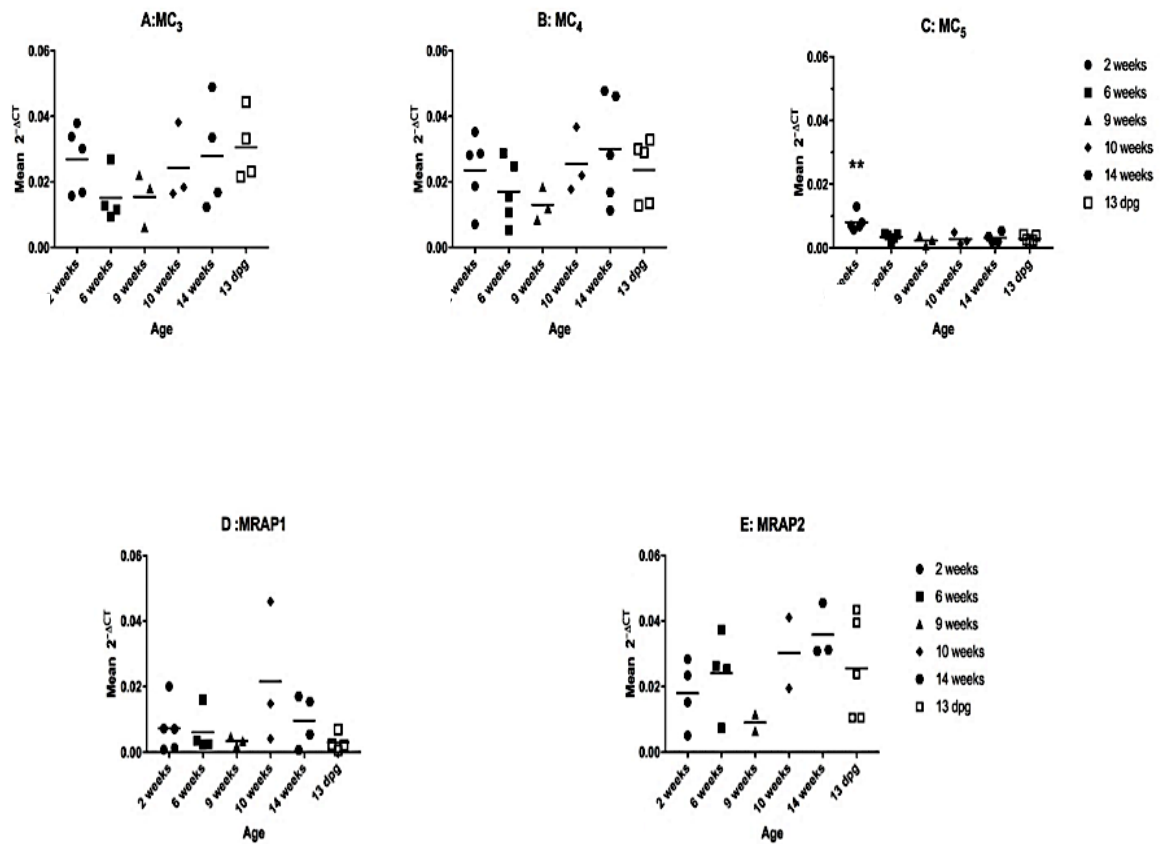 A:MC3
0.06
0.04
0.02
0.00
Mean 2-ΔCT
2 weeks
6 weeks
9 weeks
10 weeks
14 weeks
13 dpg
Age
B: MC4
0.06
0.04
0.02
0.00
Mean 2-ΔCT
weeks
6 weeks
9 weeks
10 weeks
14 weeks
13 dpg
Age
C: MC5
0.06
0.04
0.02
0.00
Mean 2-ΔCT
**
weeks
weeks
9 weeks
10 weeks
14 weeks
13 dpg
Age
2 weeks
6 weeks
9 weeks
10 weeks
14 weeks
13 dpg
D :MRAP1
0.06
0.04
0.02
0.00
Mean 2-ΔCT
2 weeks
6 weeks
9 weeks
10 weeks
14 weeks
13 dpg
Age
E: MRAP2
0.06
0.04
0.02
0.00
Mean 2-ΔCT
2 weeks
6 weeks
9 weeks
10 weeks
14 weeks
13 dpg
Age
2 weeks
6 weeks
9 weeks
10 weeks
14 weeks
13 dpg